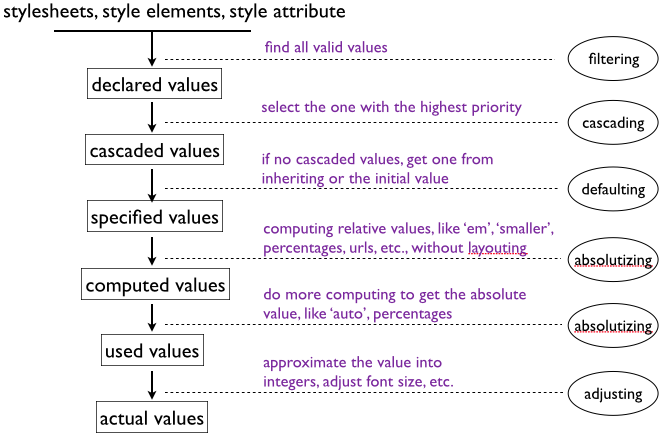 stylesheets, style elements, style attribute
find all valid values
filtering
declared values
select the one with the highest priority
cascading
cascaded values
if no cascaded values, get one from
inheriting or the initial value
defaulting
specified values
computing relative values, like ‘em’, ‘smaller’,
percentages, urls, etc., without layouting
absolutizing
computed values
do more computing to get the absolute
value, like ‘auto’, percentages
absolutizing
used values
approximate the value into
integers, adjust font size, etc.
adjusting
actual values